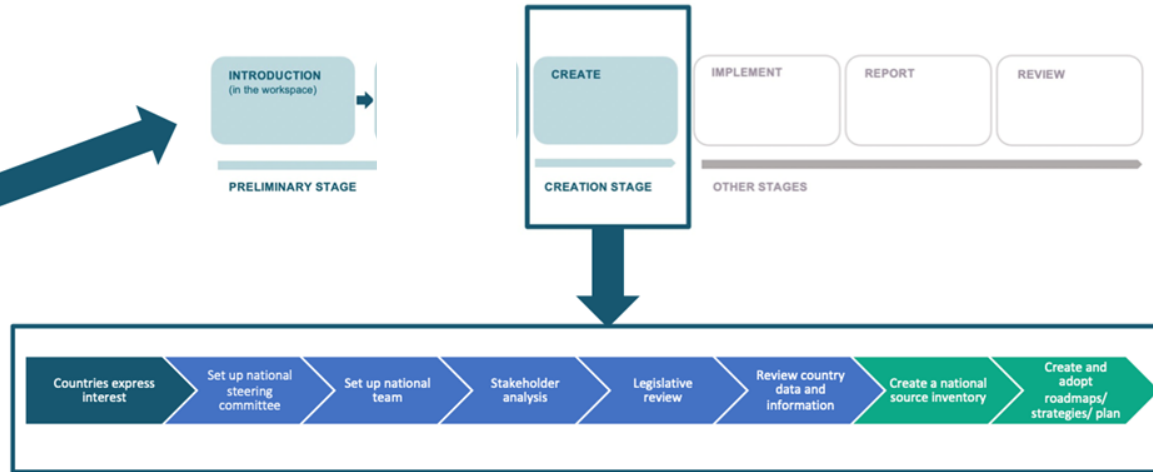 INTRODUCTION
(in the workspace)
CREATE
IMPLEMENT
REPORT
REVIEW
PRELIMINARY STAGE
CREATION STAGE
OTHER STAGES
Countries express
interest
Set up national
steering
committee
Set up national
team
Stakeholder
analysis
Legislative
review
Review country
data and
information
Create a national
source inventory
Create and
adopt
roadmaps/
strategies/ plan